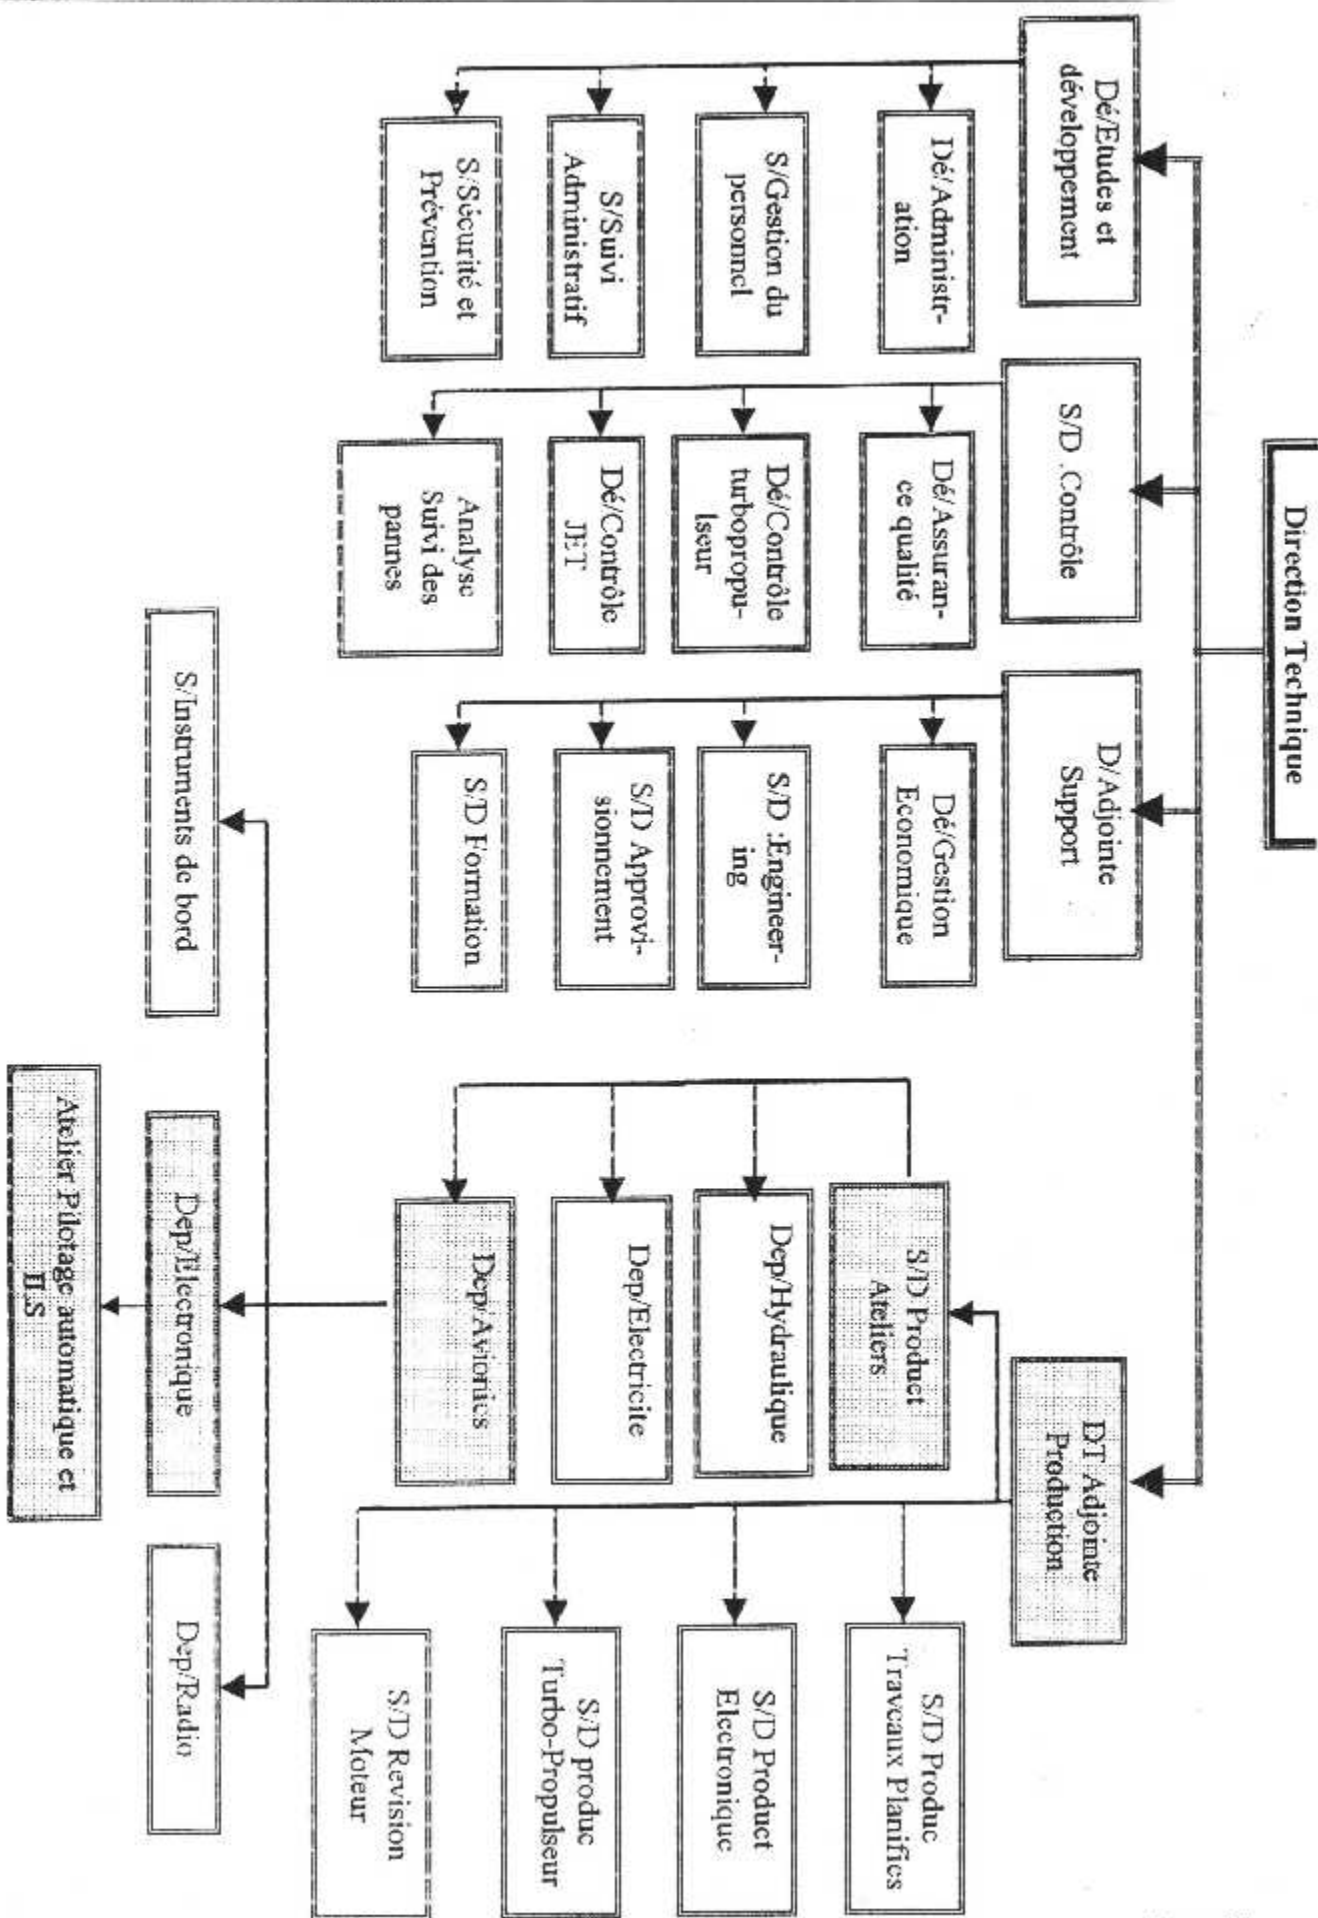 Direction Technique
Dé/Etudes et
développement
S/D .Contrôle
D/Adjointe
Support
DT Adjointe
Production
Dé/Administr-
ation
S/Gestion du
personnel
S/Suivi
Administratif
S/Sécurité et
Prévention
Dé/Assuran-
ce qualité
Dé/Contrôle
turbopropu-
lseur
Dé/Contrôle
JET
Analyse
Suivi des
pannes
Dé/Gestion
Economique
S/D :Engineer-
ing
S/D Approvi-
sionnement
S/D Formation
S/D Product
Ateliers
Dep/Hydraulique
Dep/Electricite
Dep/Avionics
S/D Produc
Travcaux Planifies
S/D Product
Electronique
S/D produc
Turbo-Propulseur
S/D Revision
Moteur
S/Instruments de bord
Dep/Electronique
Dep/Radio
Atelier Pilotage automatique et
ILS